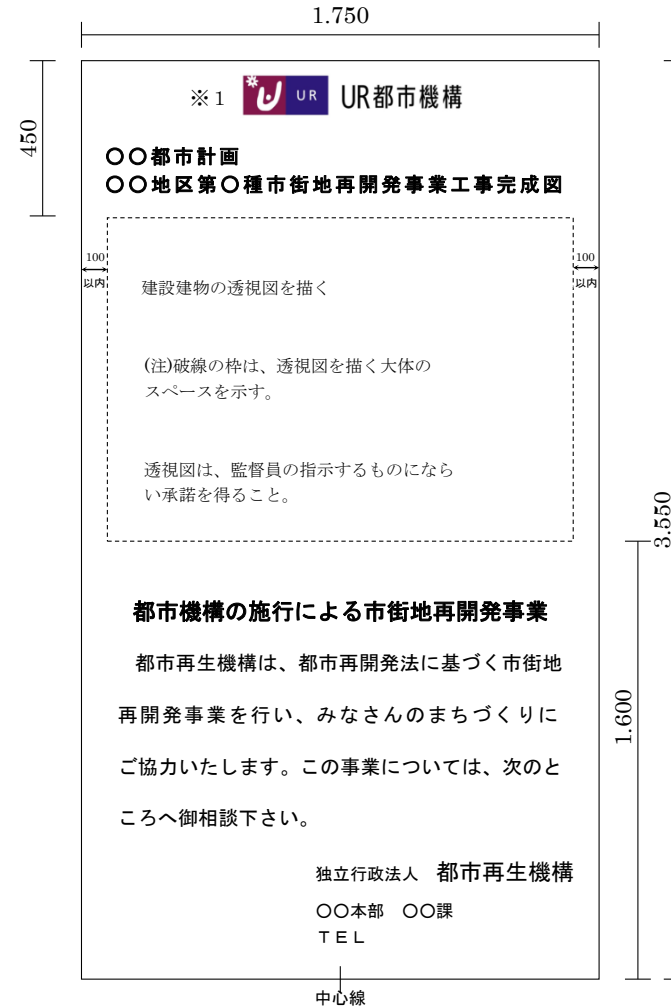 1.750
※1 UR UR都市機構
450
〇〇都市計画
〇〇地区第〇種市街地再開発事業工事完成図
100
以内
100
以内
建設建物の透視図を描く
(注)破線の枠は、透視図を描く大体の
スペースを示す。
透視図は、監督員の指示するものになら
い承諾を得ること。
3.550
都市機構の施行による市街地再開発事業
都市再生機構は、都市再開発法に基づく市街地
再開発事業を行い、みなさんのまちづくりに
ご協力いたします。この事業については、次のと
ころへ御相談下さい。
1.600
独立行政法人 都市再生機構
〇〇本部 〇〇課
ＴＥＬ
中心線